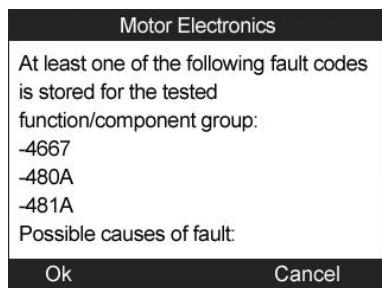 Motor Electronics
At least one of the following fault codes
is stored for the tested
function/component group:
-4667
-480A
-481A
Possible causes of fault:
Ok Cancel